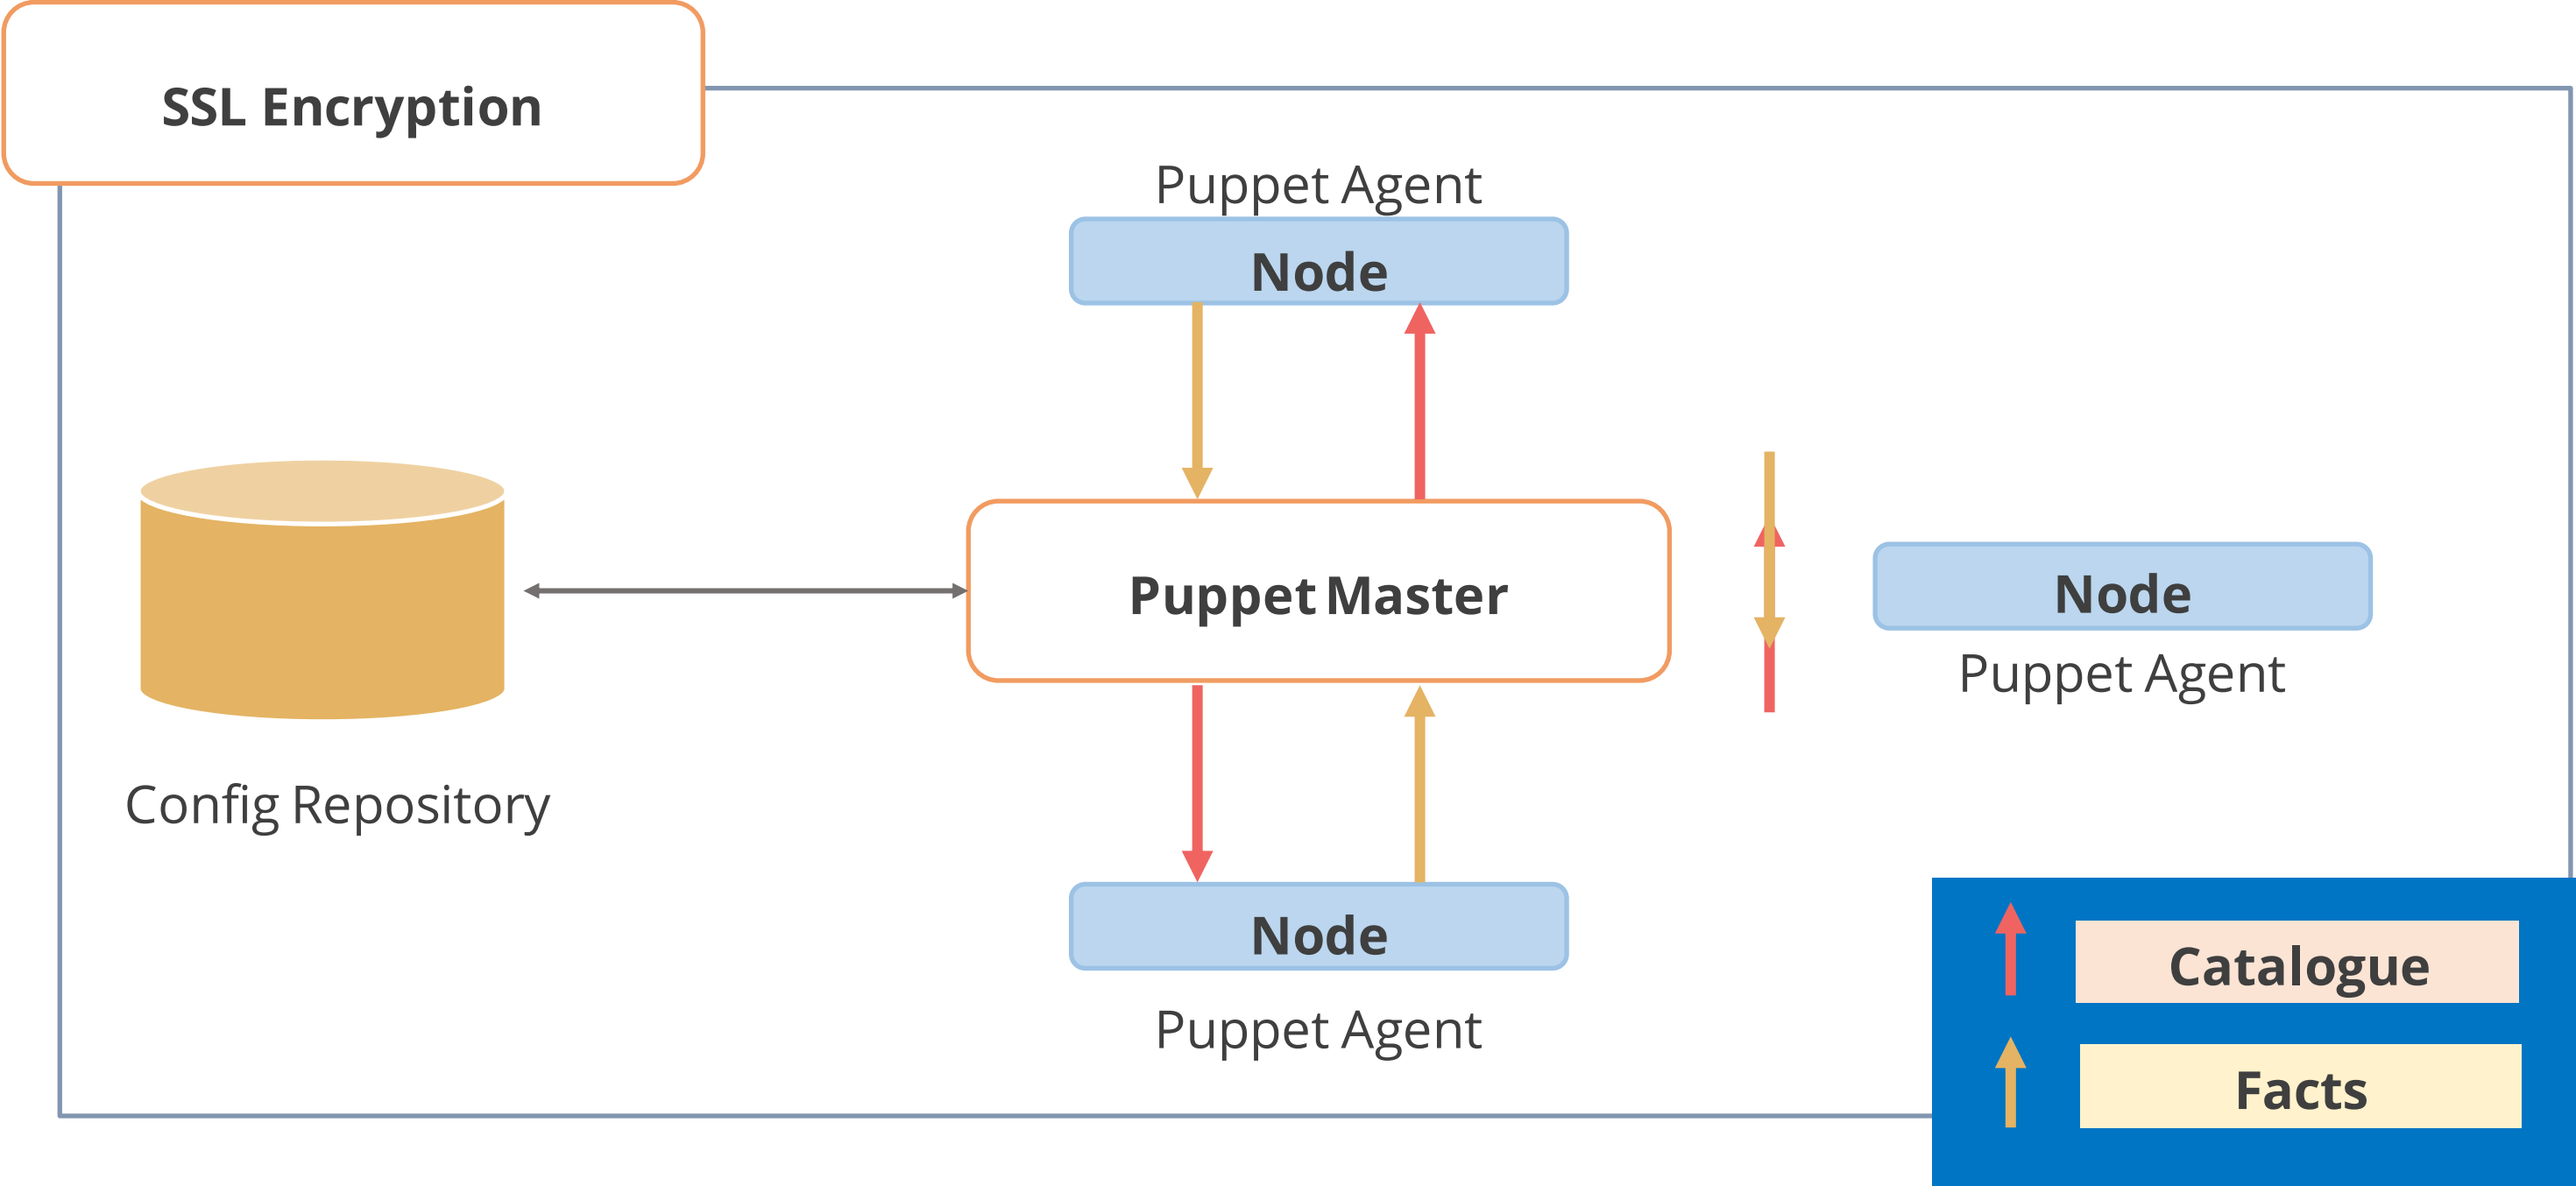 SSL Encryption
Puppet Agent
Node
Puppet Master
Node
Puppet Agent
Config Repository
Node
Puppet Agent
Catalogue
Facts